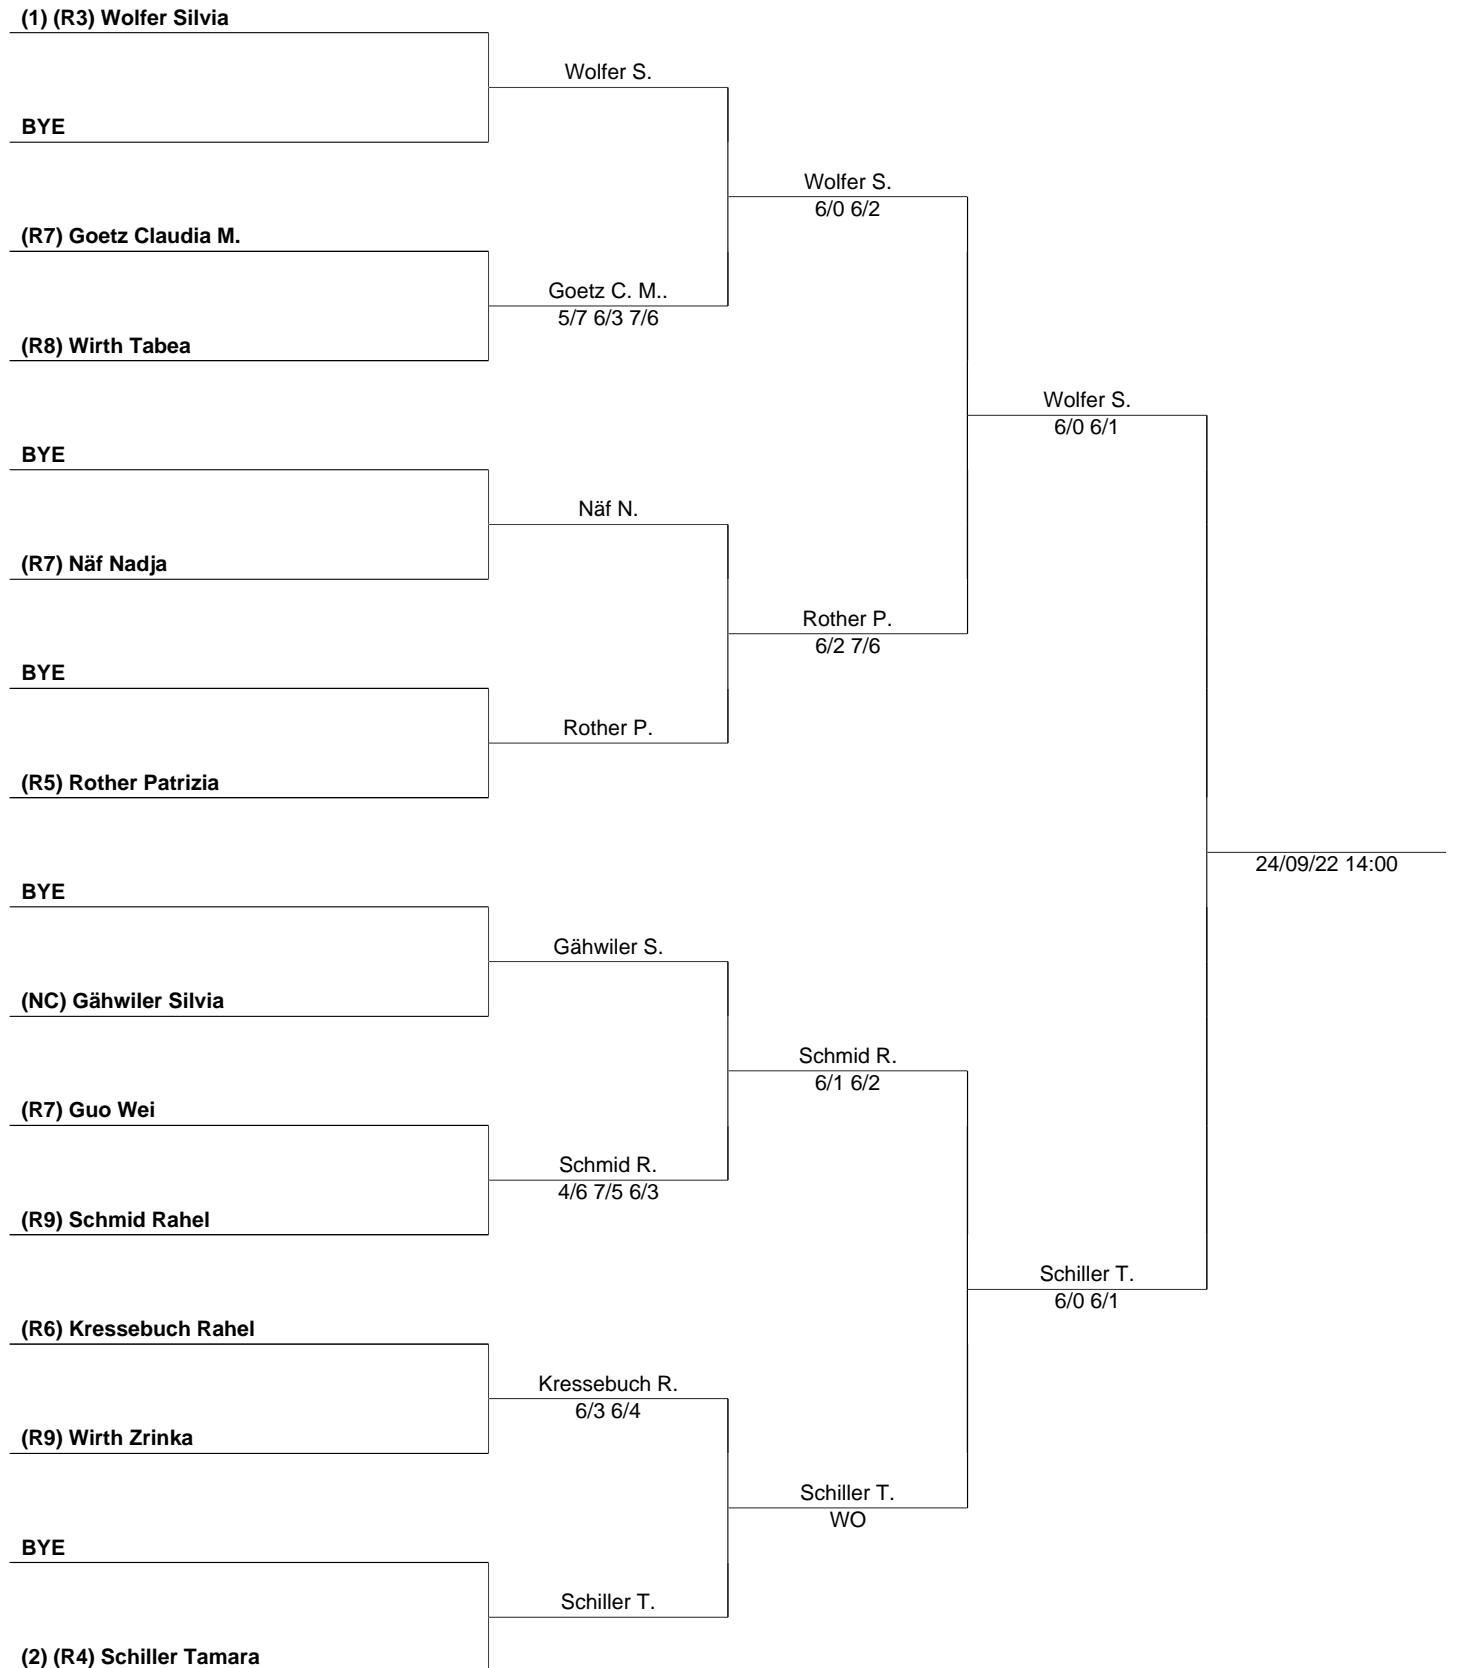 (1) (R3) Wolfer Silvia
Wolfer S.
BYE
Wolfer S.
6/0 6/2
(R7) Goetz Claudia M.
Goetz C. M..
5/7 6/3 7/6
(R8) Wirth Tabea
Wolfer S.
6/0 6/1
BYE
Näf N.
(R7) Näf Nadja
Rother P.
6/2 7/6
BYE
Rother P.
(R5) Rother Patrizia
24/09/22 14:00
BYE
Gähwiler S.
(NC) Gähwiler Silvia
Schmid R.
6/1 6/2
(R7) Guo Wei
Schmid R.
4/6 7/5 6/3
(R9) Schmid Rahel
Schiller T.
6/0 6/1
(R6) Kressebuch Rahel
Kressebuch R.
6/3 6/4
(R9) Wirth Zrinka
Schiller T.
WO
BYE
Schiller T.
(2) (R4) Schiller Tamara